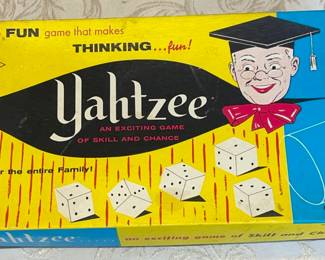 FUN game that makes
THINKING...fun!
Yahtzee
AN EXCITING GAME
OF SKILL AND CHANCE
r the entire Family!
ahtzee......
an exciting game of Skill and Ch